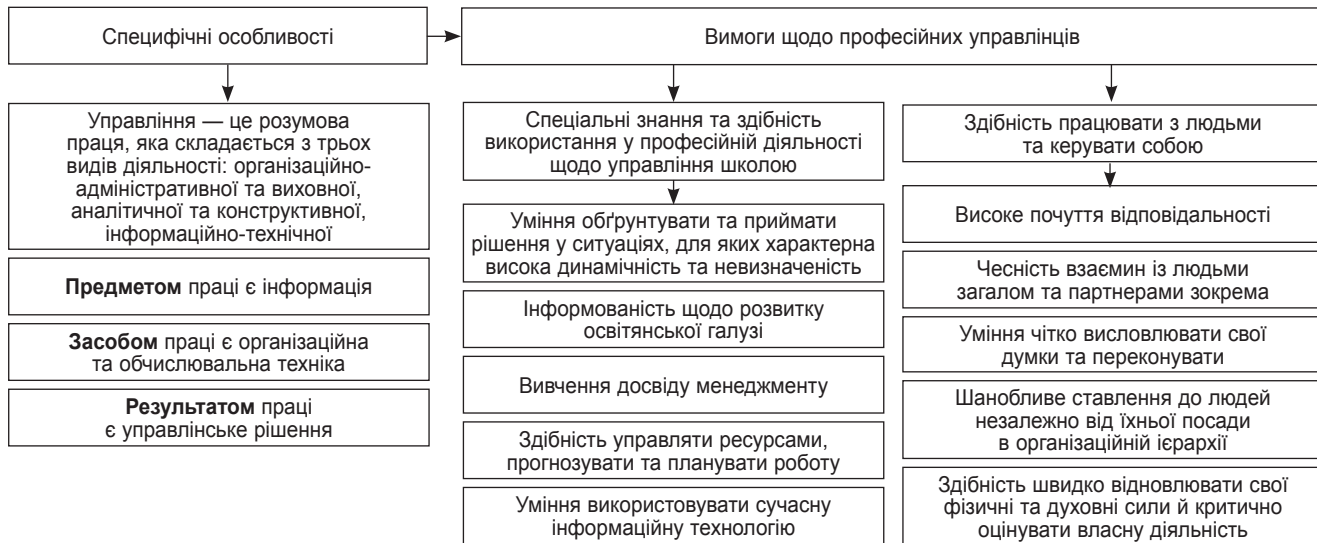 Специфічні особливості
Вимоги щодо професійних управлінців
Управління — це розумова
праця, яка складається з трьох
видів діяльності: організаційно-
адміністративної та виховної,
аналітичної та конструктивної,
інформаційно-технічної
Предметом праці є інформація
Засобом праці є організаційна
та обчислювальна техніка
Результатом праці
є управлінське рішення
Спеціальні знання та здібність
використання у професійній діяльності
щодо управління школою
Уміння обґрунтувати та приймати
рішення у ситуаціях, для яких характерна
висока динамічність та невизначеність
Інформованість щодо розвитку
освітянської галузі
Вивчення досвіду менеджменту
Здібність управляти ресурсами,
прогнозувати та планувати роботу
Уміння використовувати сучасну
інформаційну технологію
Здібність працювати з людьми
та керувати собою
Високе почуття відповідальності
Чесність взаємин із людьми
загалом та партнерами зокрема
Уміння чітко висловлювати свої
думки та переконувати
Шанобливе ставлення до людей
незалежно від їхньої посади
в організаційній ієрархії
Здібність швидко відновлювати свої
фізичні та духовні сили й критично
оцінювати власну діяльність